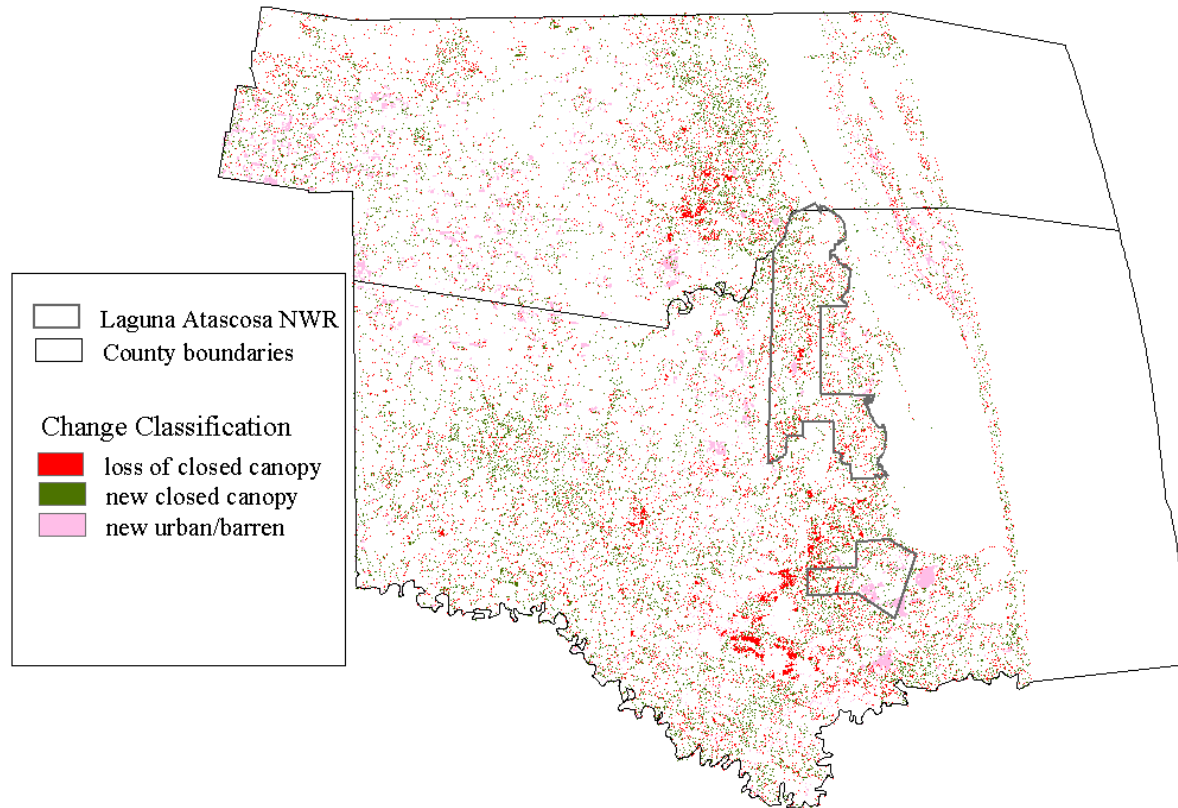 Laguna Atascosa NWR
County boundaries
Change Classification
loss of closed canopy
new closed canopy
new urban/barren